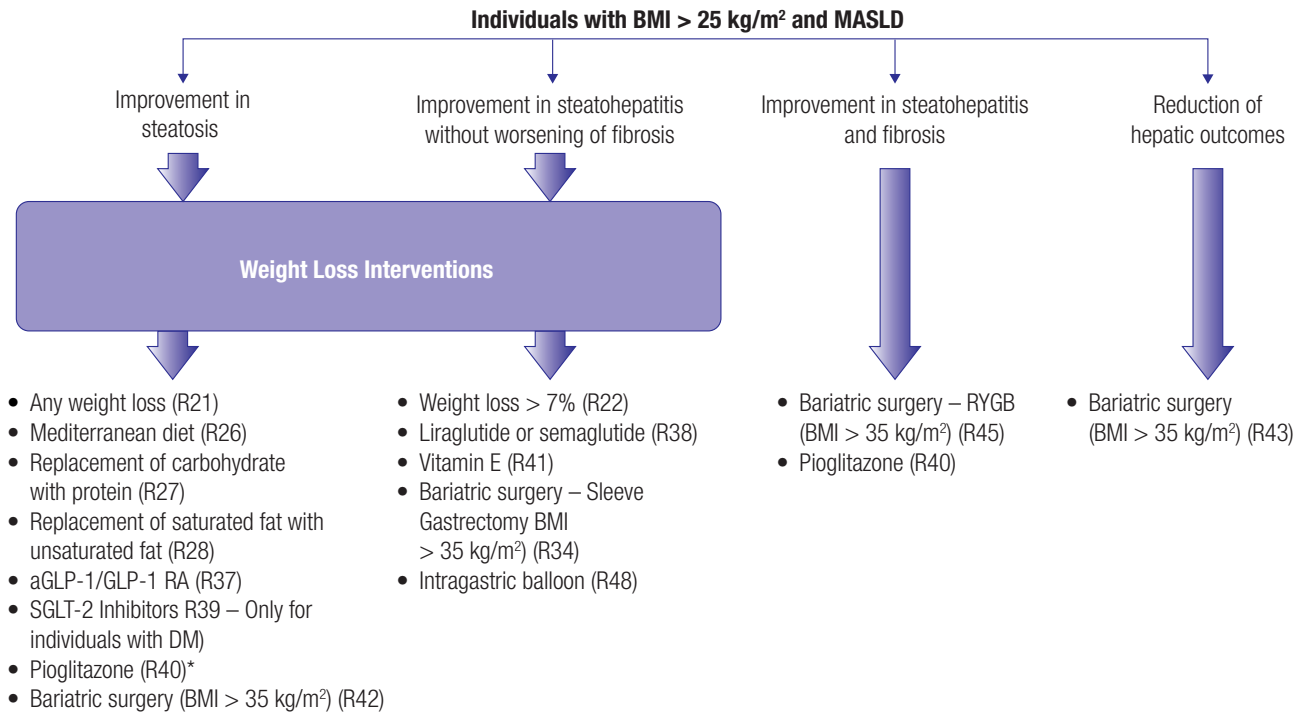 Individuals with BMI > 25 kg/m² and MASLD
Improvement in
steatosis
Improvement in steatohepatitis
without worsening of fibrosis
Improvement in steatohepatitis
and fibrosis
Reduction of
hepatic outcomes
Weight Loss Interventions
• Any weight loss (R21)
• Mediterranean diet (R26)
• Replacement of carbohydrate
with protein (R27)
• Replacement of saturated fat with
unsaturated fat (R28)
• aGLP-1/GLP-1 RA (R37)
• SGLT-2 Inhibitors R39 – Only for
individuals with DM)
• Pioglitazone (R40)*
• Bariatric surgery (BMI > 35 kg/m²) (R42)
• Weight loss > 7% (R22)
• Liraglutide or semaglutide (R38)
• Vitamin E (R41)
• Bariatric surgery – Sleeve
Gastrectomy BMI
> 35 kg/m²) (R34)
• Intragastric balloon (R48)
• Bariatric surgery – RYGB
(BMI > 35 kg/m²) (R45)
• Pioglitazone (R40)
• Bariatric surgery
(BMI > 35 kg/m²) (R43)